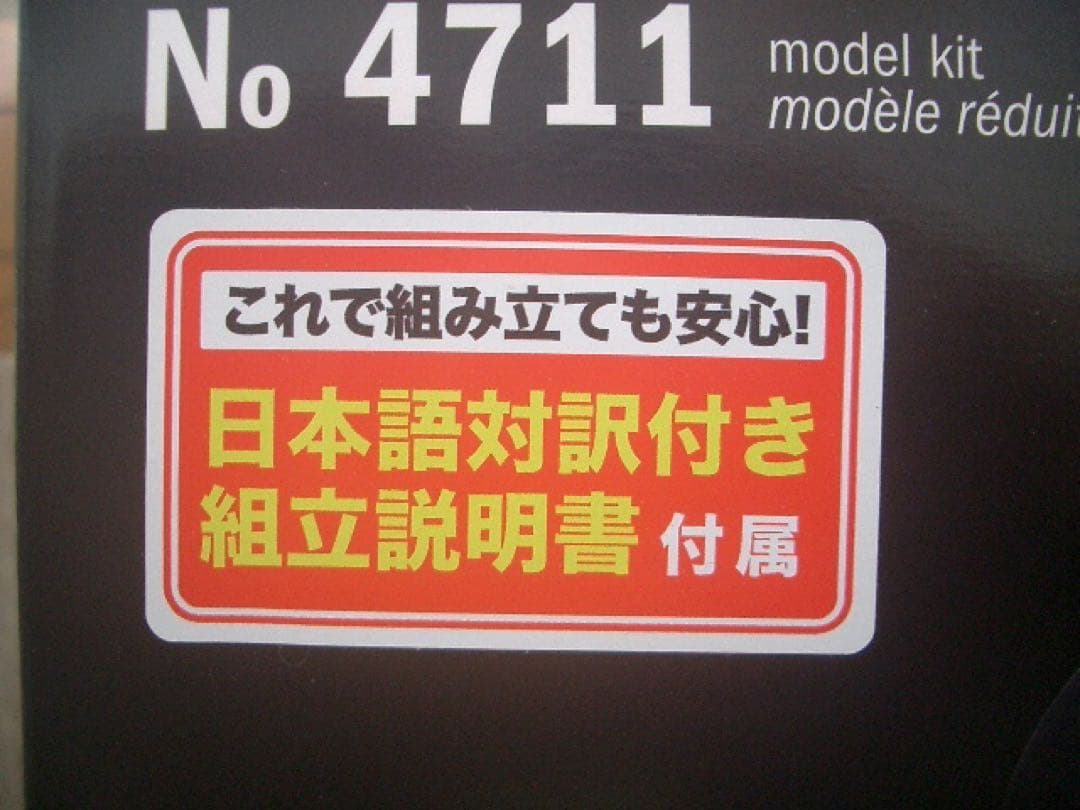 No 4711
model kit
modèle réduit
これで組み立ても安心!
日本語対訳付き
組立説明書 付属